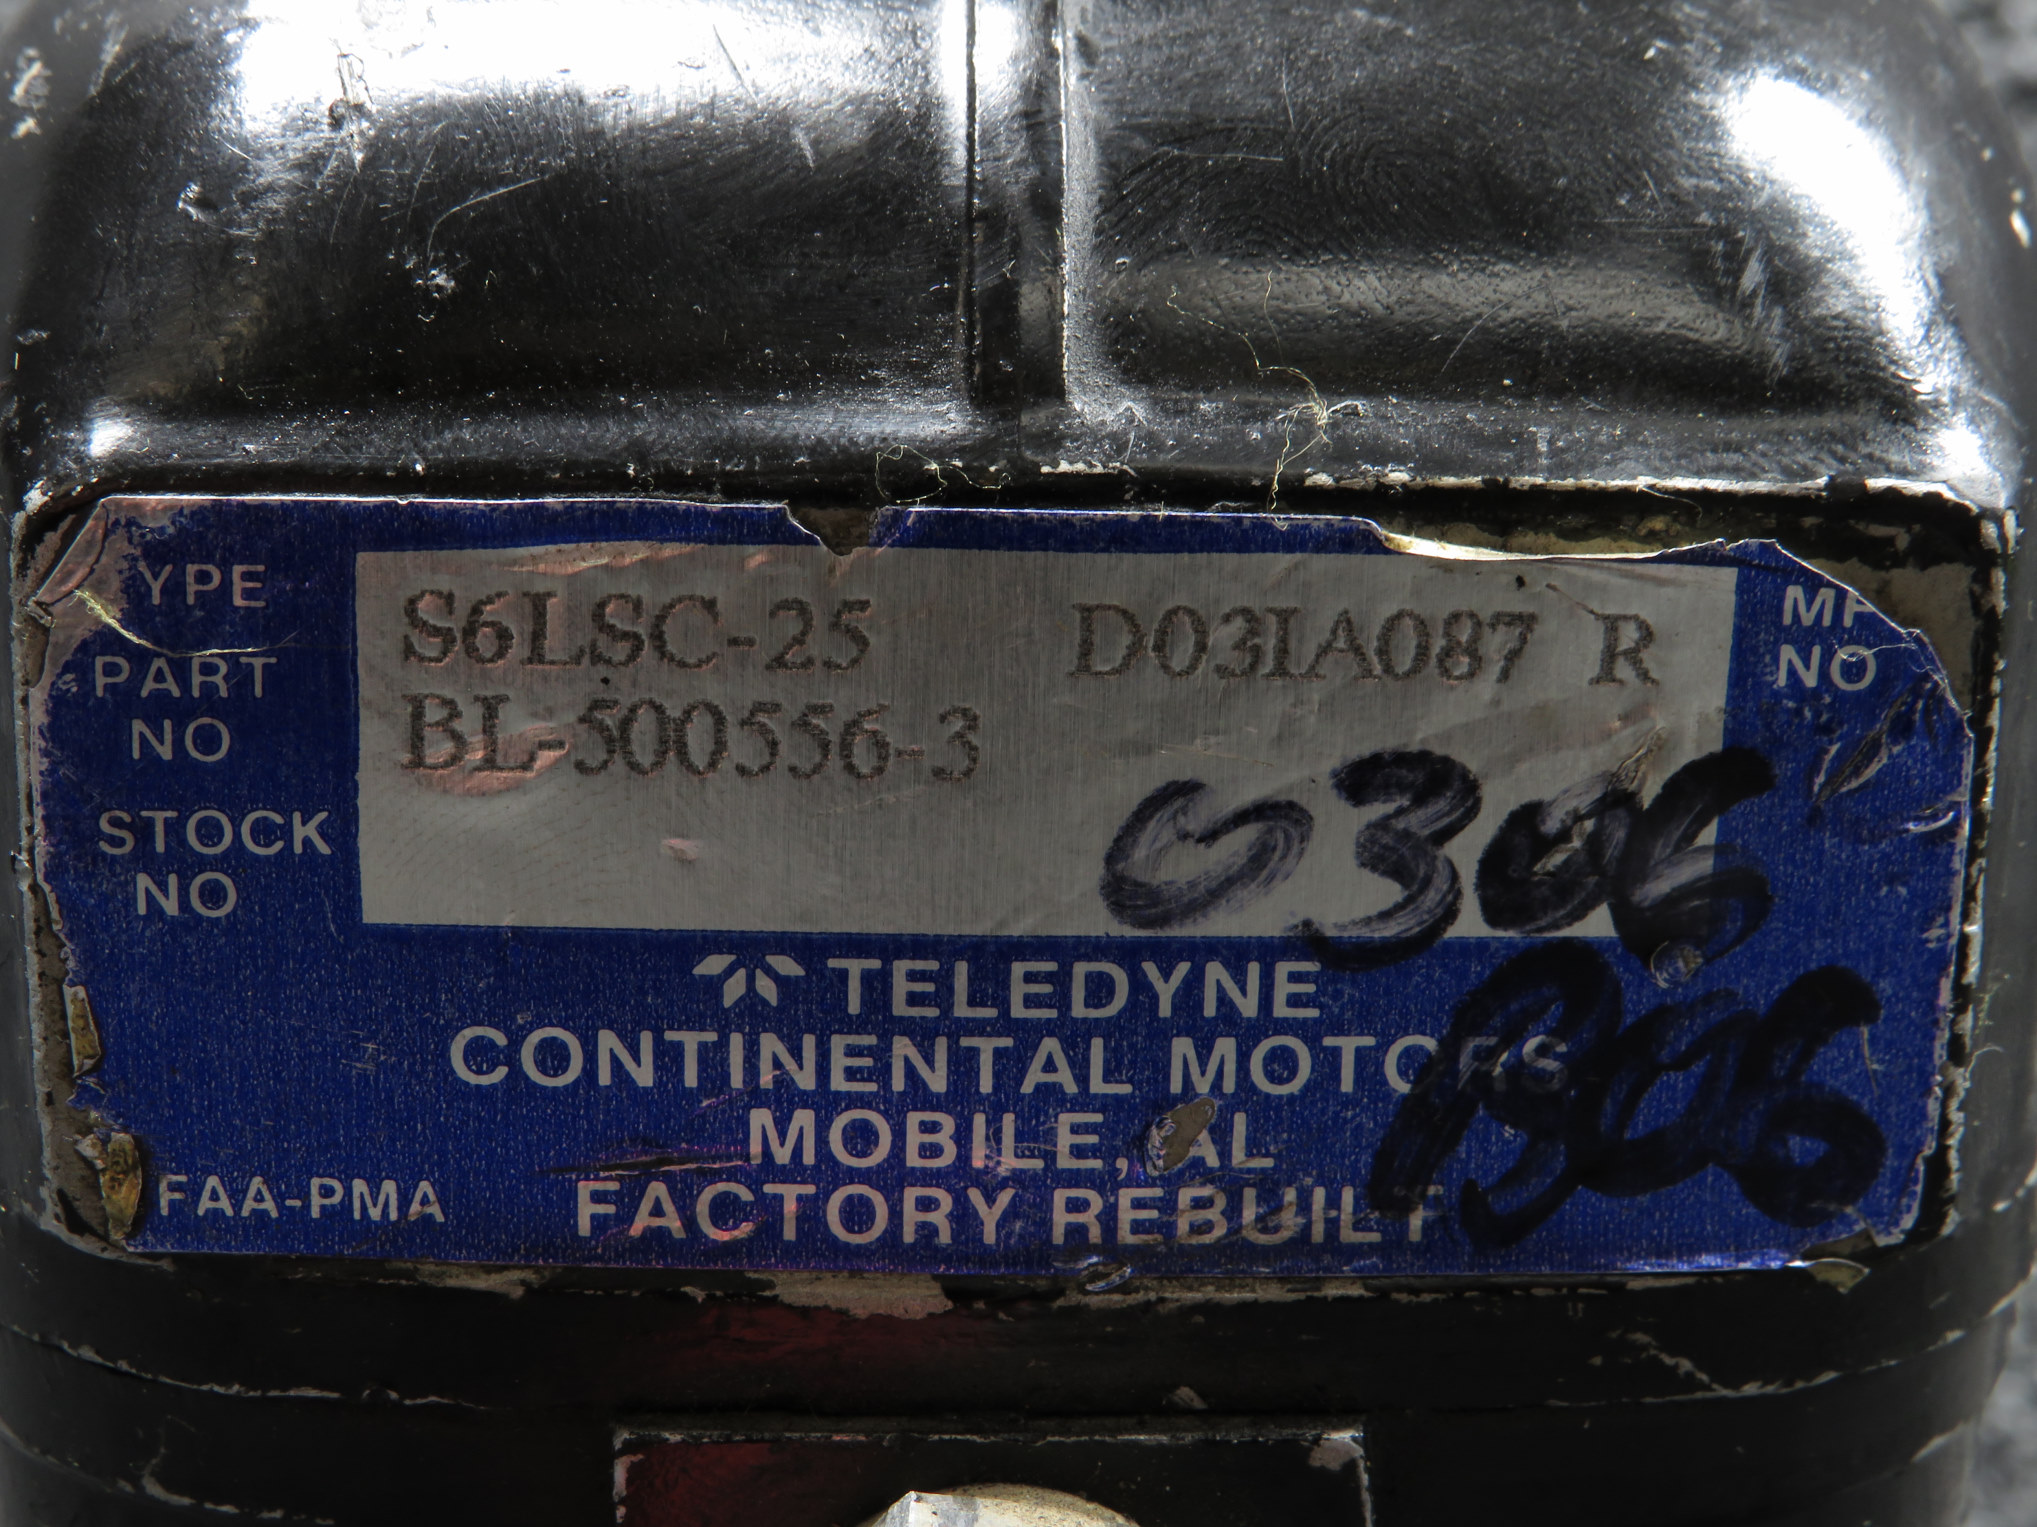 YPE S6LSC-25 D03IA087 R MF
PART BL-500556-3 NO
NO
STOCK 0306
NO
TELEDYNE
CONTINENTAL MOTORS B06
MOBILE, AL
FAA-PMA FACTORY REBUILT